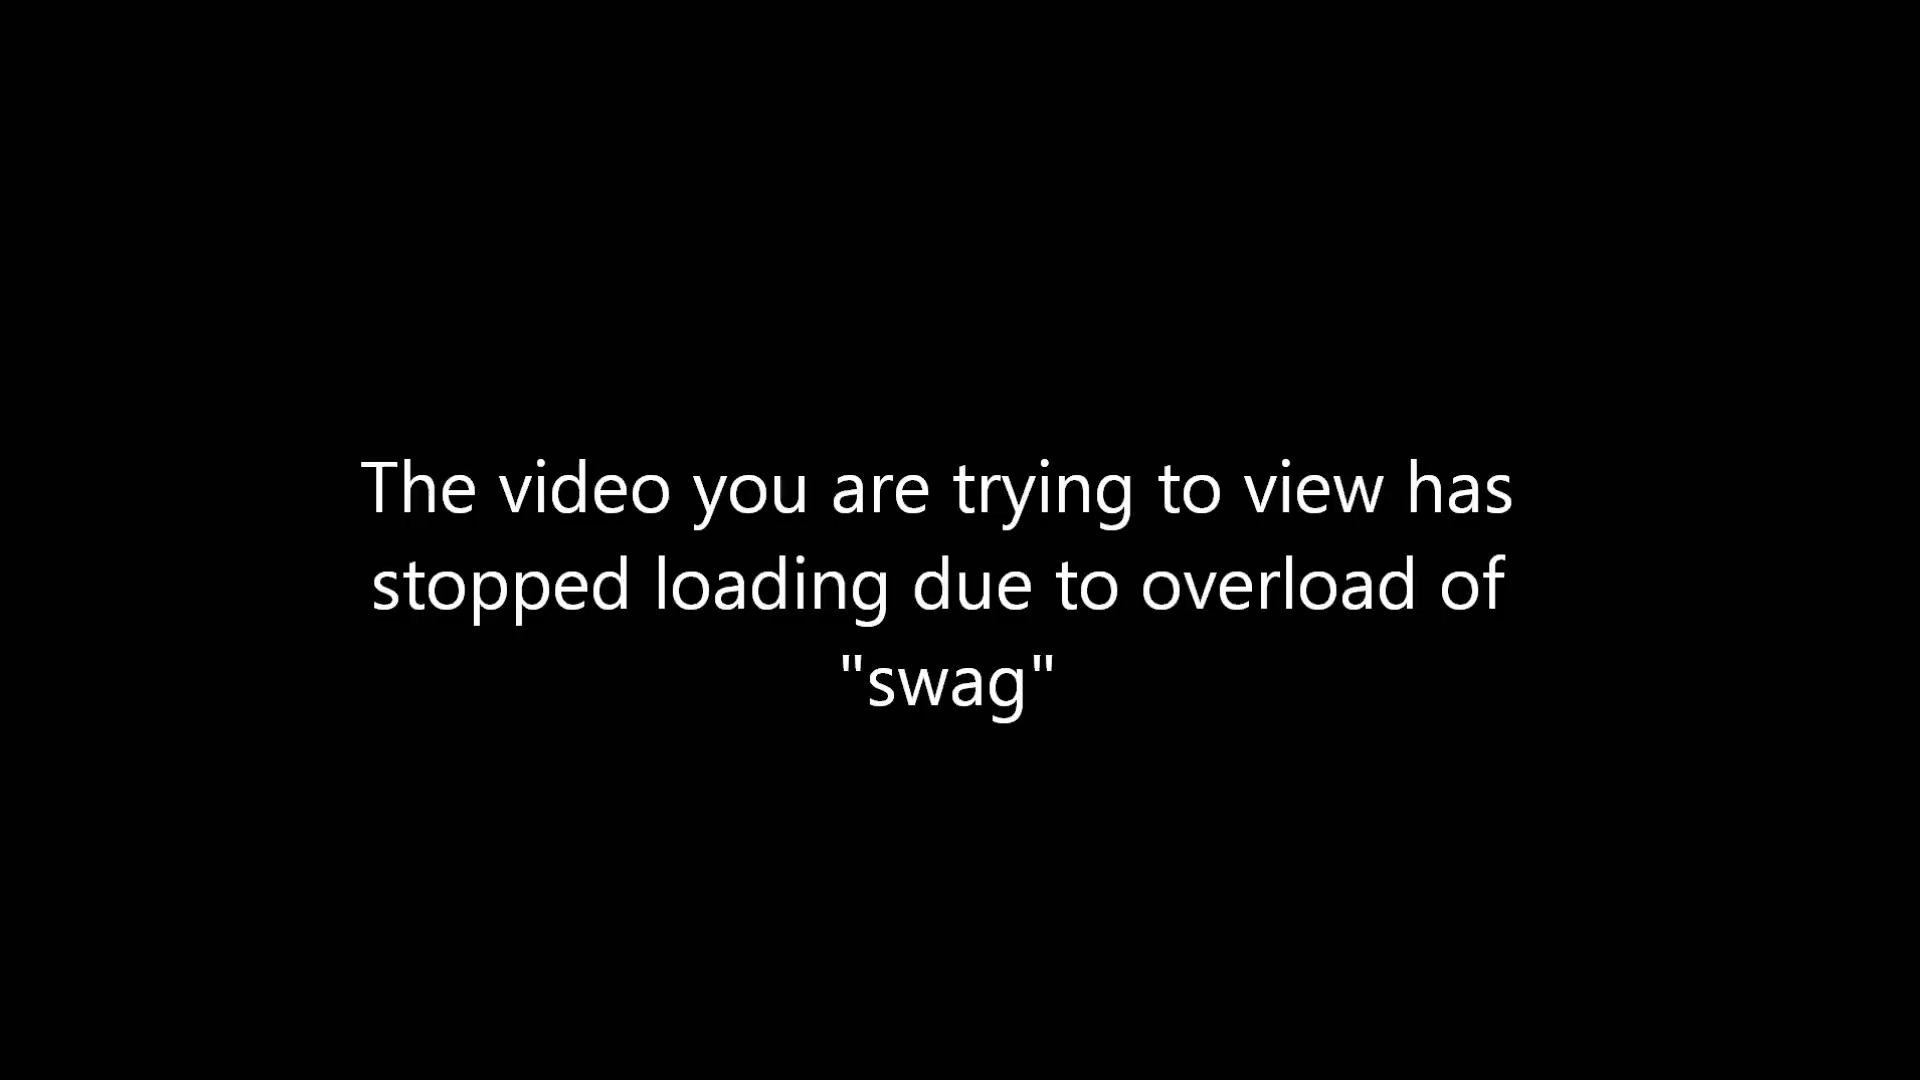 The video you are trying to view has
stopped loading due to overload of
"swag"